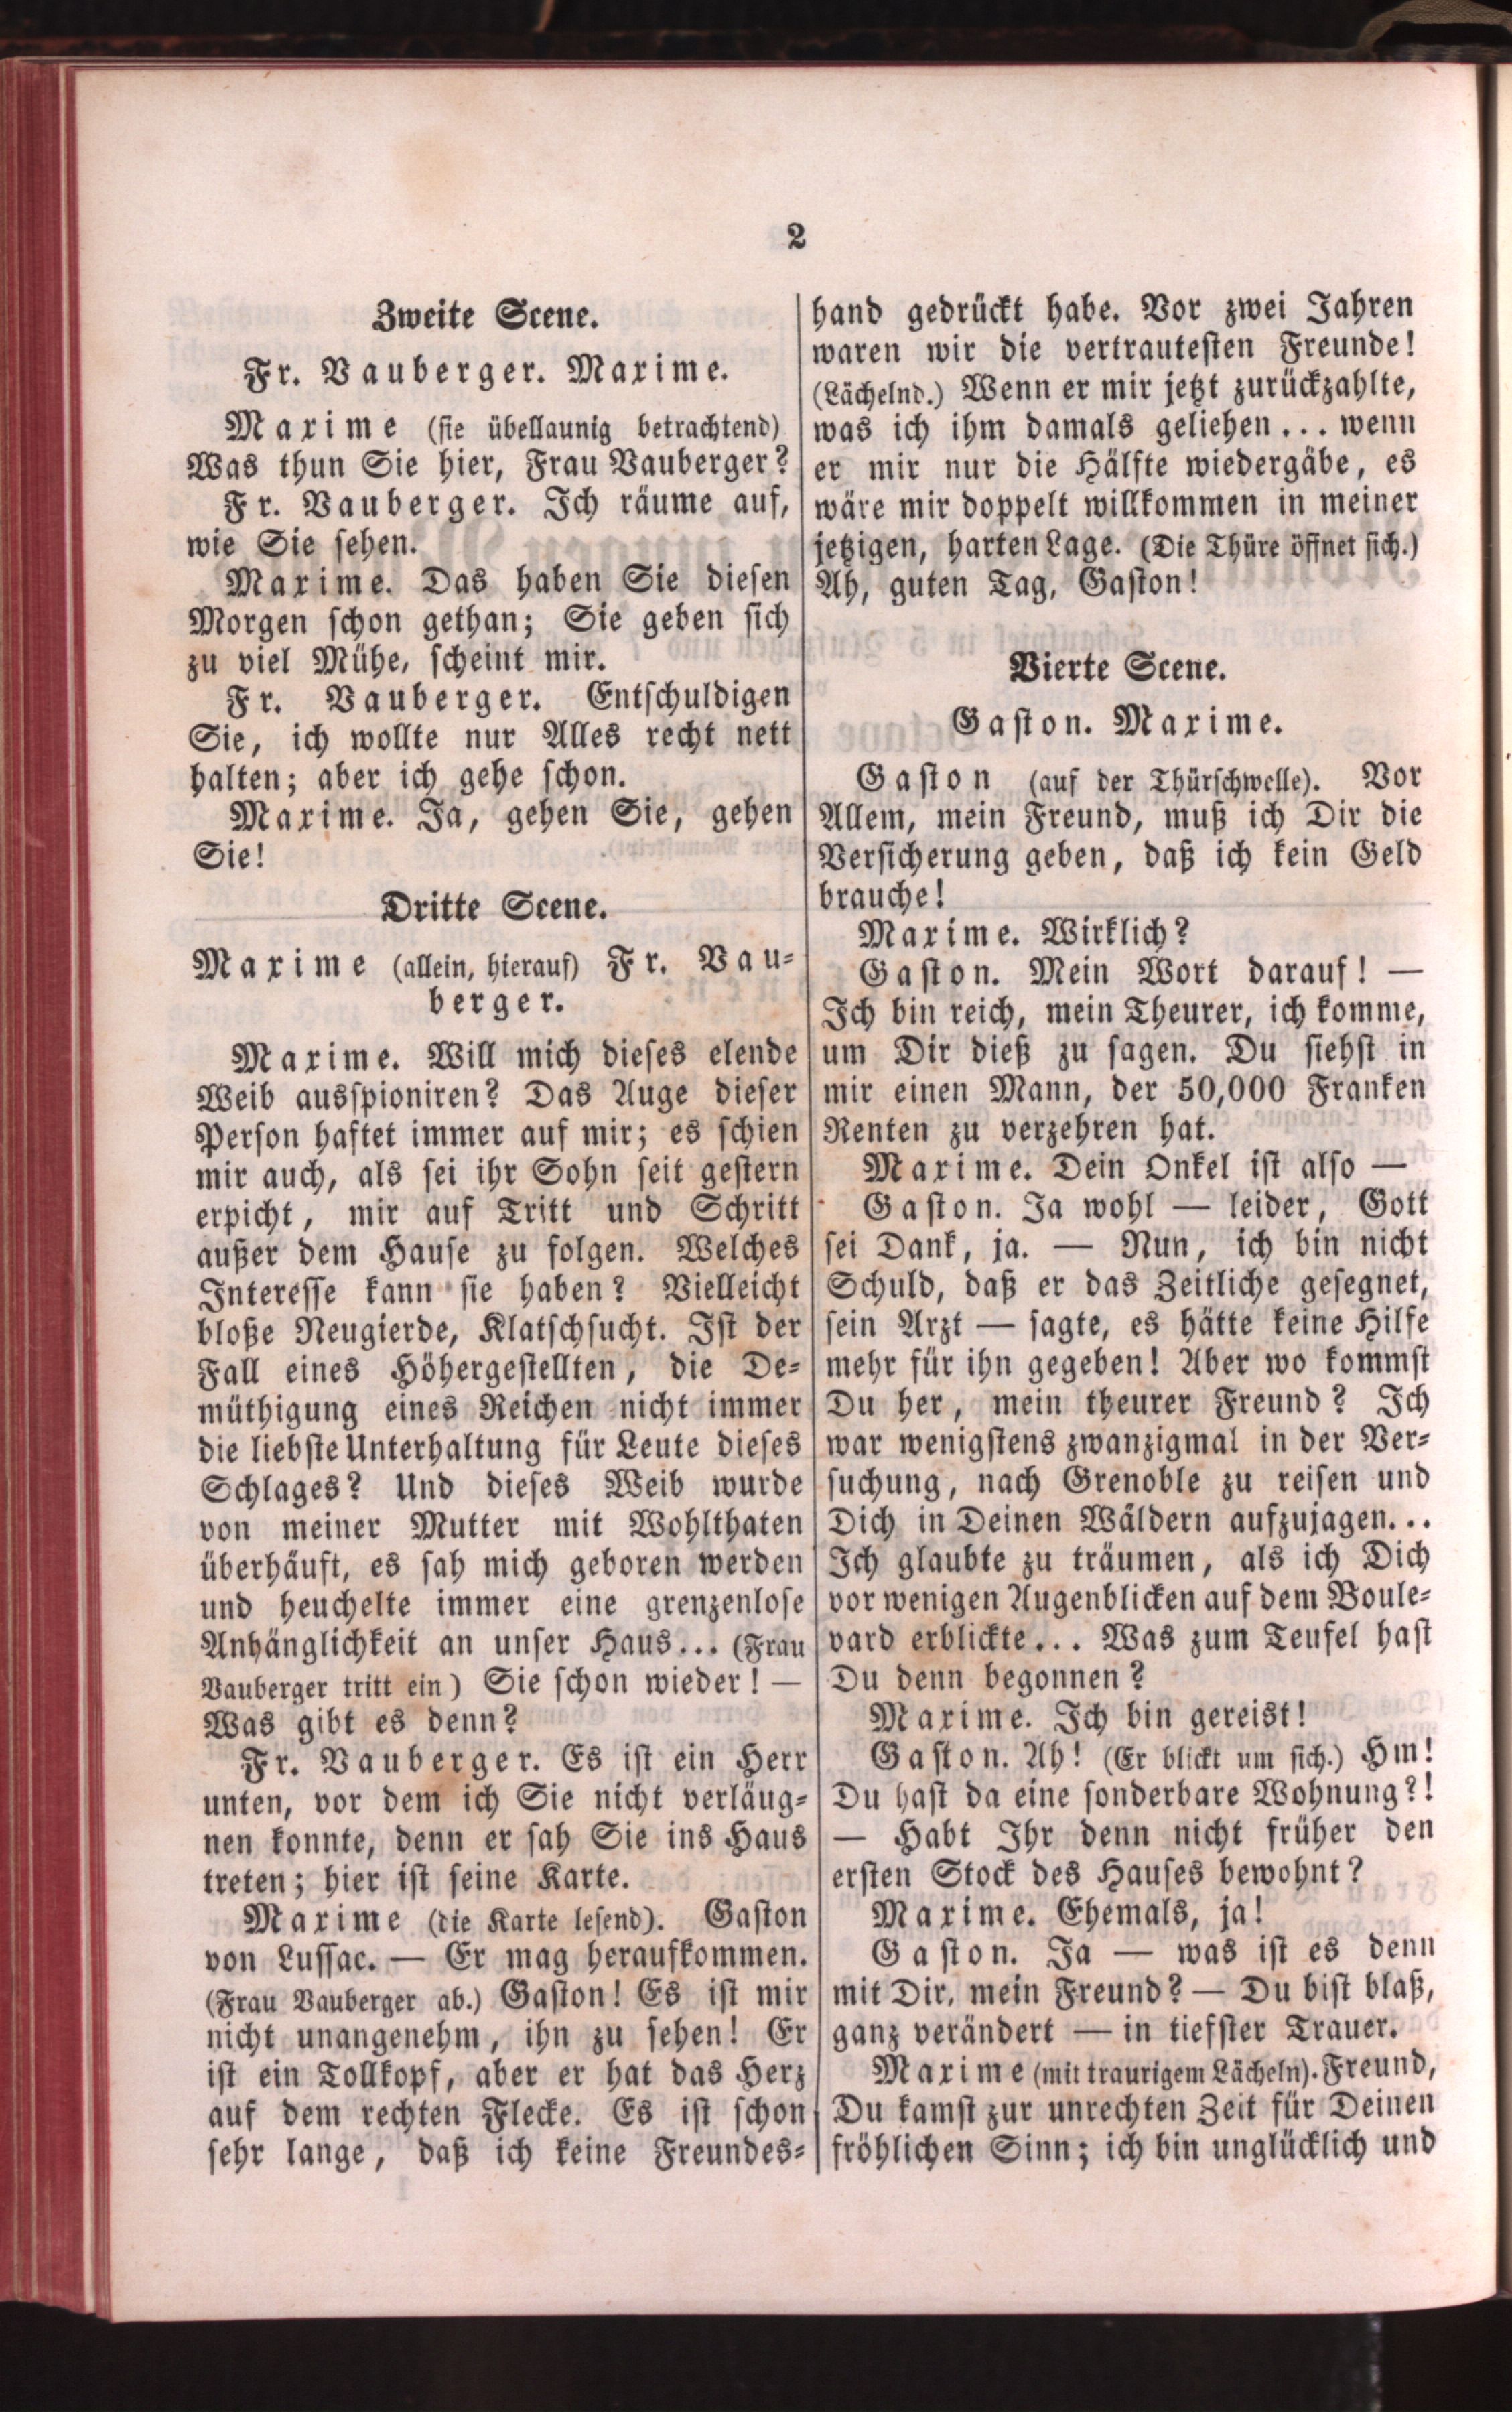 2
Zweite Scene.
Fr. Vauberger. Maxime.
Maxime (sie übellaunig betrachtend)
Was thun Sie hier, Frau Vauberger?
Fr. Vauberger. Ich räume auf,
wie Sie sehen.
Maxime. Das haben Sie diesen
Morgen schon gethan; Sie geben sich
zu viel Mühe, scheint mir.
Fr. Vauberger. Entschuldigen
Sie, ich wollte nur Alles recht nett
halten; aber ich gehe schon.
Maxime. Ja, gehen Sie, gehen
Sie!
Dritte Scene.
Maxime (allein, hierauf) Fr. Vau-
berger.
Maxime. Will mich dieses elende
Weib ausspioniren? Das Auge dieser
Person haftet immer auf mir; es schien
mir auch, als sei ihr Sohn seit gestern
erpicht, mir auf Tritt und Schritt
außer dem Hause zu folgen. Welches
Interesse kann sie haben? Vielleicht
bloße Neugierde, Klatschsucht. Ist der
Fall eines Höhergestellten, die De-
müthigung eines Reichen nicht immer
die liebste Unterhaltung für Leute dieses
Schlages? Und dieses Weib wurde
von meiner Mutter mit Wohlthaten
überhäuft, es sah mich geboren werden
und heuchelte immer eine grenzenlose
Anhänglichkeit an unser Haus... (Frau
Vauberger tritt ein) Sie schon wieder! —
Was gibt es denn?
Fr. Vauberger. Es ist ein Herr
unten, vor dem ich Sie nicht verläug-
nen konnte, denn er sah Sie ins Haus
treten; hier ist seine Karte.
Maxime (die Karte lesend). Gaston
von Lussac. — Er mag heraufkommen.
(Frau Vauberger ab.) Gaston! Es ist mir
nicht unangenehm, ihn zu sehen! Er
ist ein Tollkopf, aber er hat das Herz
auf dem rechten Flecke. Es ist schon
sehr lange, daß ich keine Freundes-
hand gedrückt habe. Vor zwei Jahren
waren wir die vertrautesten Freunde!
(Lächelnd.) Wenn er mir jetzt zurückzahlte,
was ich ihm damals geliehen... wenn
er mir nur die Hälfte wiedergäbe, es
wäre mir doppelt willkommen in meiner
jetzigen, harten Lage. (Die Thüre öffnet sich.)
Ah, guten Tag, Gaston!
Vierte Scene.
Gaston. Maxime.
Gaston (auf der Thürschwelle). Vor
Allem, mein Freund, muß ich Dir die
Versicherung geben, daß ich kein Geld
brauche!
Maxime. Wirklich?
Gaston. Mein Wort darauf! —
Ich bin reich, mein Theurer, ich komme,
um Dir dieß zu sagen. Du siehst in
mir einen Mann, der 50,000 Franken
Renten zu verzehren hat.
Maxime. Dein Onkel ist also —
Gaston. Ja wohl — leider, Gott
sei Dank, ja. — Nun, ich bin nicht
Schuld, daß er das Zeitliche gesegnet,
sein Arzt — sagte, es hätte keine Hilfe
mehr für ihn gegeben! Aber wo kommst
Du her, mein theurer Freund? Ich
war wenigstens zwanzigmal in der Ver-
suchung, nach Grenoble zu reisen und
Dich in Deinen Wäldern aufzujagen...
Ich glaubte zu träumen, als ich Dich
vor wenigen Augenblicken auf dem Boule-
vard erblickte... Was zum Teufel hast
Du denn begonnen?
Maxime. Ich bin gereist!
Gaston. Ah! (Er blickt um sich.) Hm!
Du hast da eine sonderbare Wohnung?!
— Habt Ihr denn nicht früher den
ersten Stock des Hauses bewohnt?
Maxime. Ehemals, ja!
Gaston. Ja — was ist es denn
mit Dir, mein Freund? — Du bist blaß,
ganz verändert — in tiefster Trauer.
Maxime (mit traurigem Lächeln). Freund,
Du kamst zur unrechten Zeit für Deinen
fröhlichen Sinn; ich bin unglücklich und